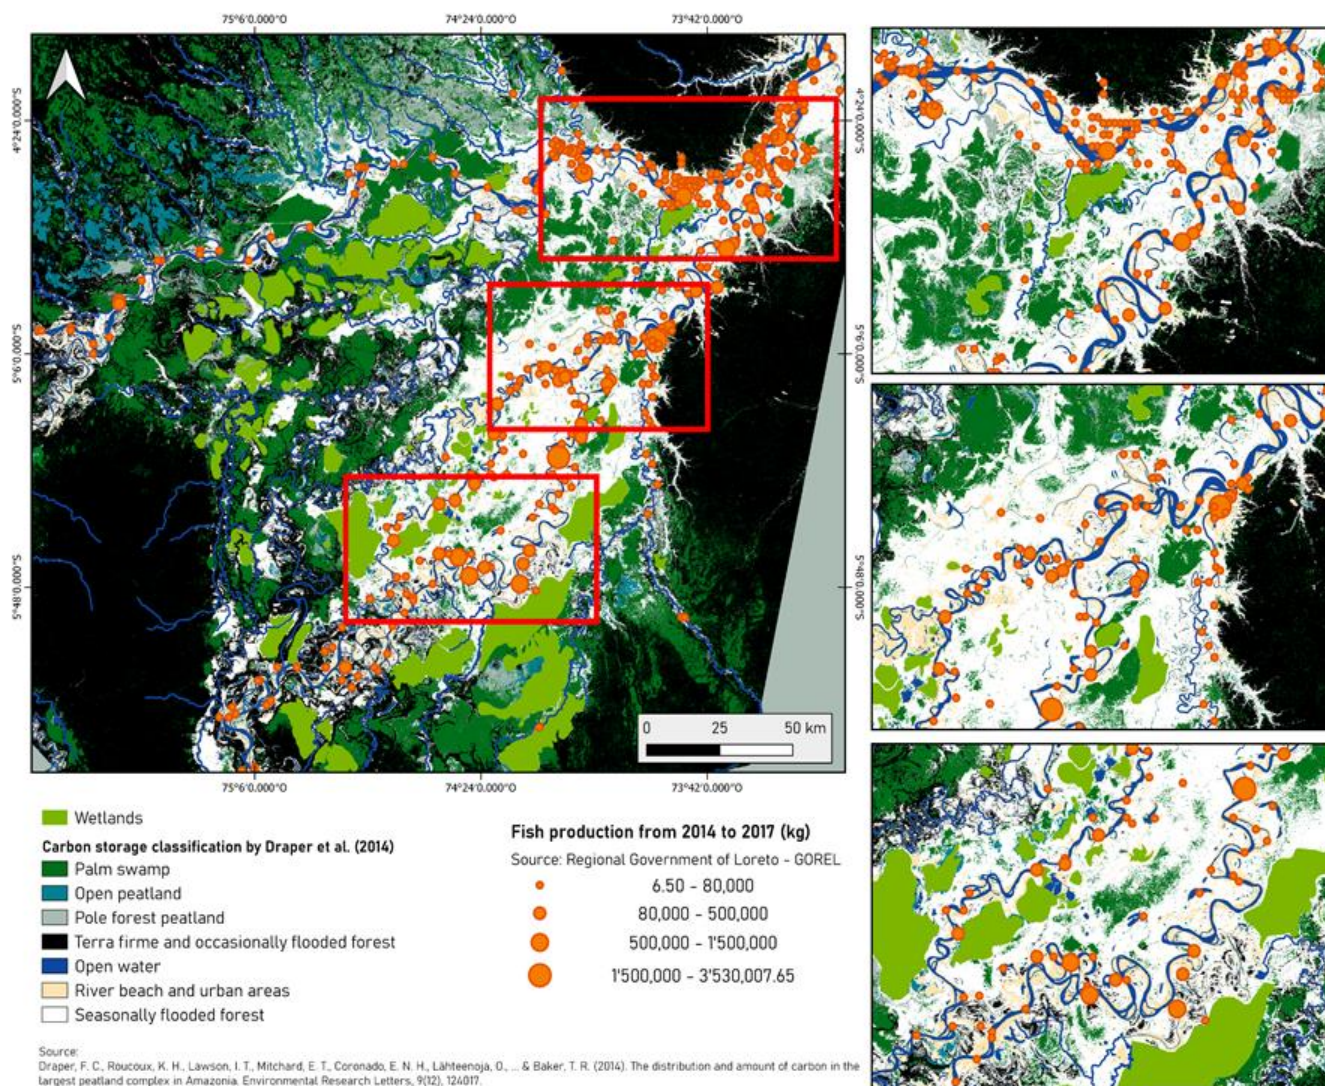 75°6'0.000"O
74°24'0.000"O
73°42'0.000"O
4°24'0.000"S
4°24'0.000"S
5°6'0.000"S
5°6'0.000"S
5°48'0.000"S
5°48'0.000"S
0 25 50 km
75°6'0.000"O
74°24'0.000"O
73°42'0.000"O
Wetlands
Carbon storage classification by Draper et al. (2014)
Palm swamp
Open peatland
Pole forest peatland
Terra firme and occasionally flooded forest
Open water
River beach and urban areas
Seasonally flooded forest
Fish production from 2014 to 2017 (kg)
Source: Regional Government of Loreto - GOREL
6.50 - 80,000
80,000 - 500,000
500,000 - 1'500,000
1'500,000 - 3'530,007.65
Source:
Draper, F. C., Roucoux, K. H., Lawson, I. T., Mitchard, E. T., Coronado, E. N. H., Lähteenoja, O., ... & Baker, T. R. (2014). The distribution and amount of carbon in the
largest peatland complex in Amazonia. Environmental Research Letters, 9(12), 124017.